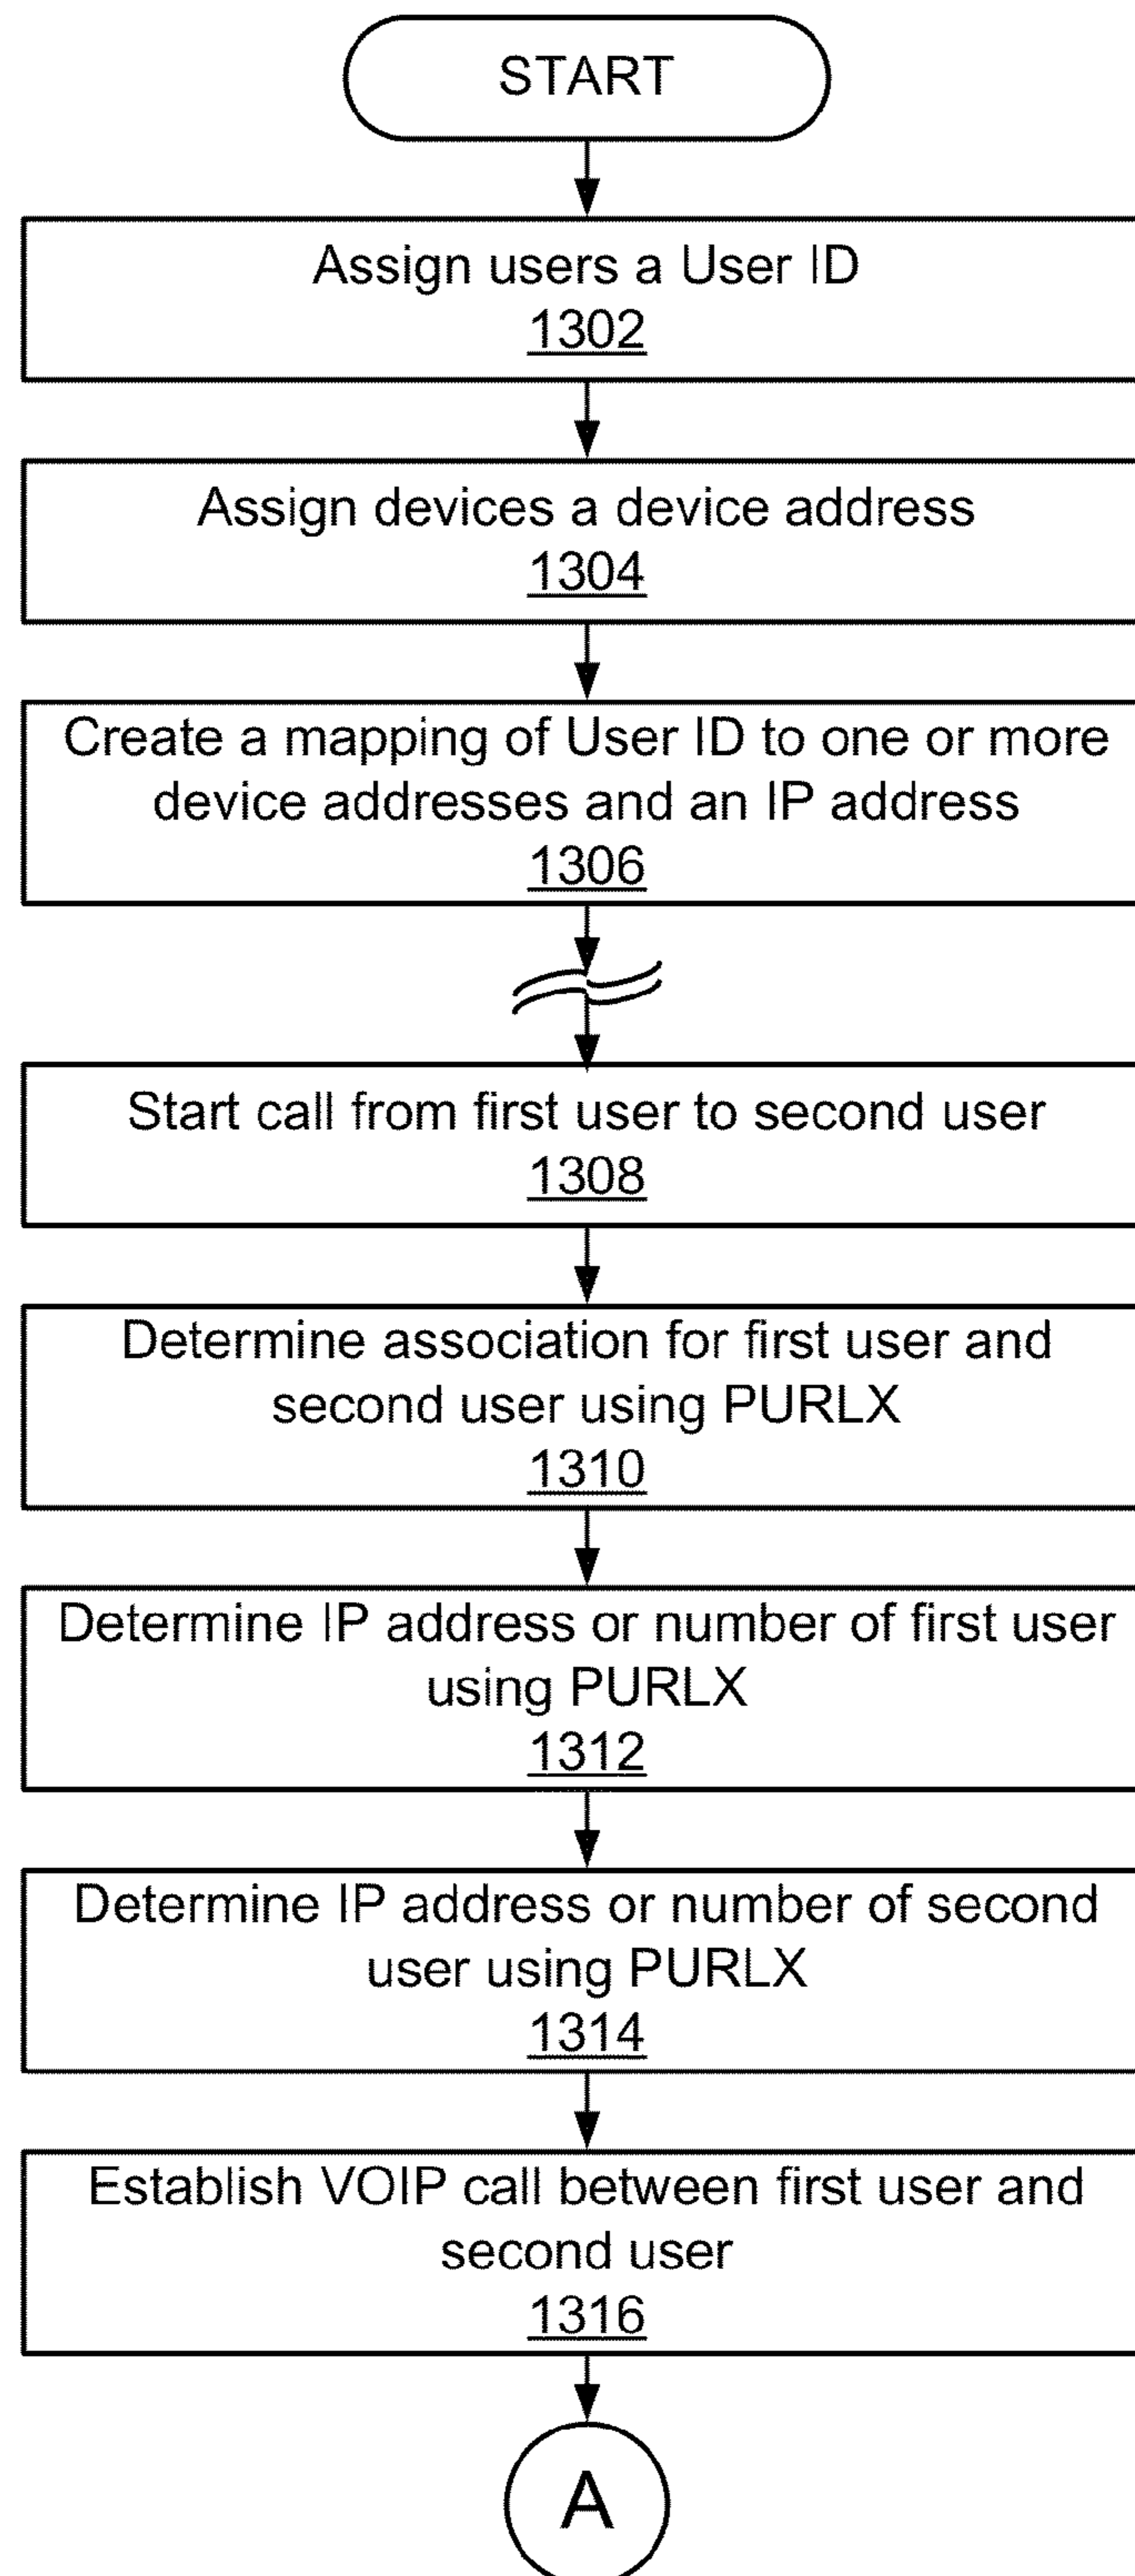 START
Assign users a User ID
1302
Assign devices a device address
1304
Create a mapping of User ID to one or more
device addresses and an IP address
1306
Start call from first user to second user
1308
Determine association for first user and
second user using PURLX
1310
Determine IP address or number of first user
using PURLX
1312
Determine IP address or number of second
user using PURLX
1314
Establish VOIP call between first user and
second user
1316
A